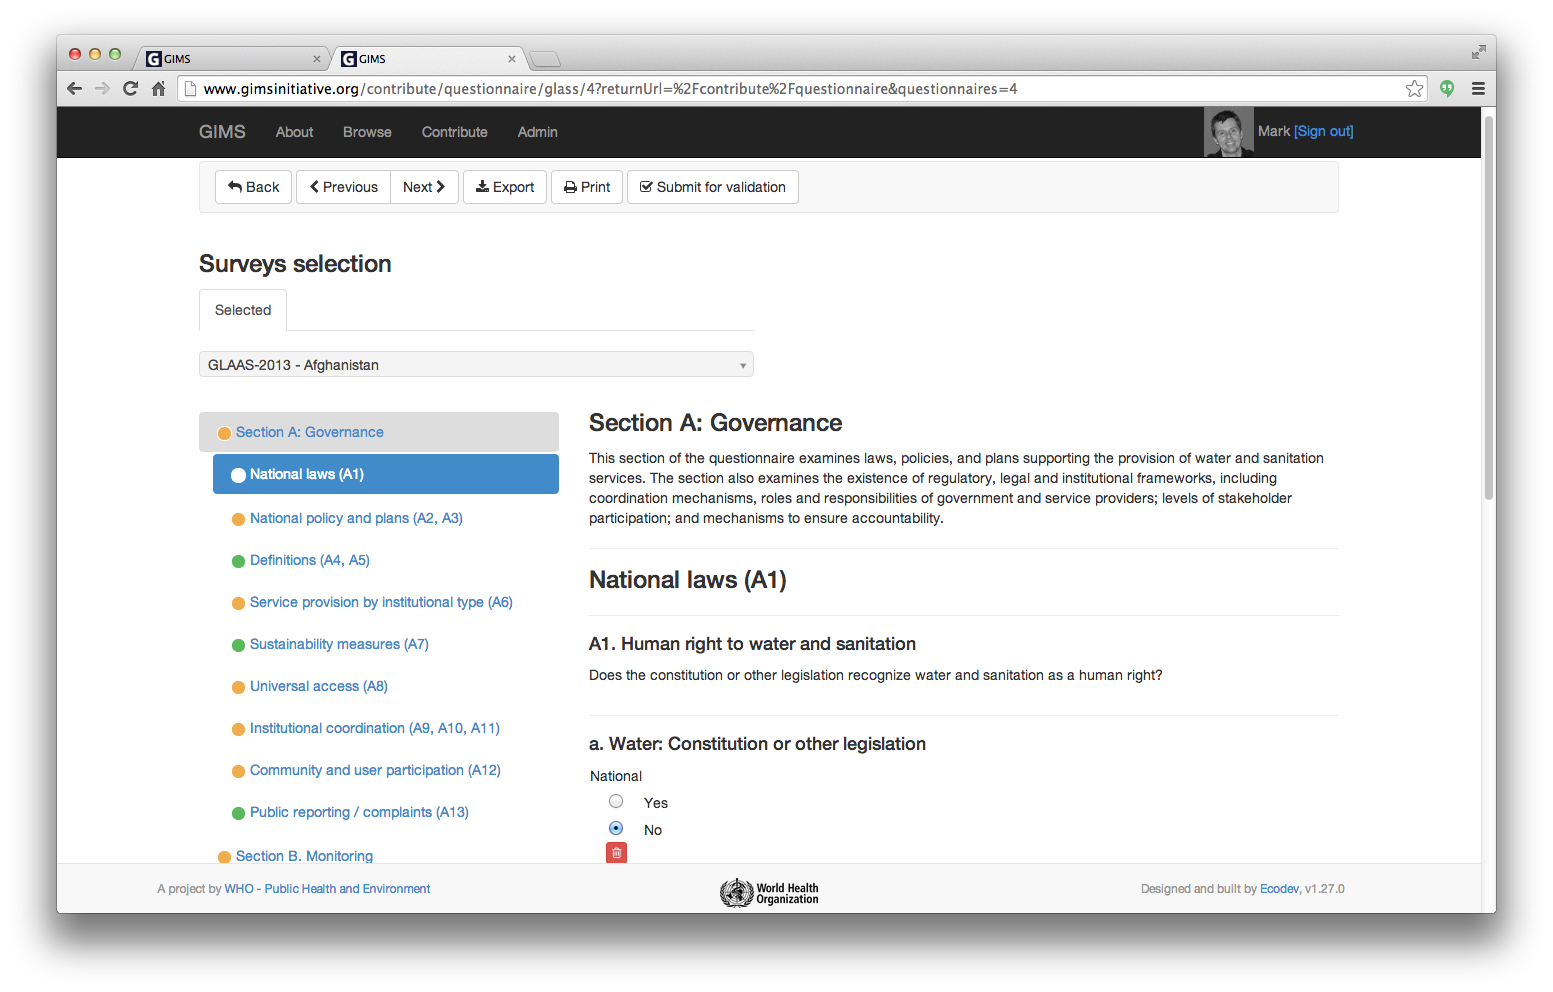 GIMS
GIMS
www.gimsinitiative.org/contribute/questionnaire/glass/4?returnUrl=%2Fcontribute%2Fquestionnaire&questionnaires=4
GIMS About Browse Contribute Admin Mark [Sign out]
Back Previous Next Export Print Submit for validation
Surveys selection
Selected
GLAAS-2013 - Afghanistan
Section A: Governance
National laws (A1)
National policy and plans (A2, A3)
Definitions (A4, A5)
Service provision by institutional type (A6)
Sustainability measures (A7)
Universal access (A8)
Institutional coordination (A9, A10, A11)
Community and user participation (A12)
Public reporting / complaints (A13)
Section B. Monitoring
Section A: Governance
This section of the questionnaire examines laws, policies, and plans supporting the provision of water and sanitation
services. The section also examines the existence of regulatory, legal and institutional frameworks, including
coordination mechanisms, roles and responsibilities of government and service providers; levels of stakeholder
participation; and mechanisms to ensure accountability.
National laws (A1)
A1. Human right to water and sanitation
Does the constitution or other legislation recognize water and sanitation as a human right?
a. Water: Constitution or other legislation
National
Yes
No
A project by WHO - Public Health and Environment
World Health
Organization
Designed and built by Ecodev, v1.27.0